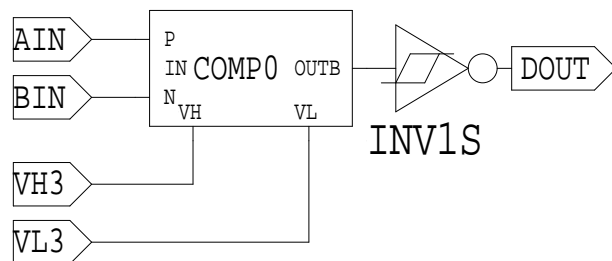 AIN
P
IN COMP0 OUTB
DOUT
BIN
N
VH
VL
INV1S
VH3
VL3